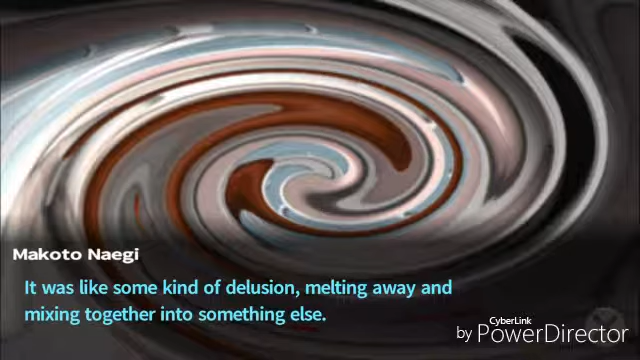 Makoto Naegi
It was like some kind of delusion, melting away and
mixing together into something else.
CyberLink
by PowerDirector